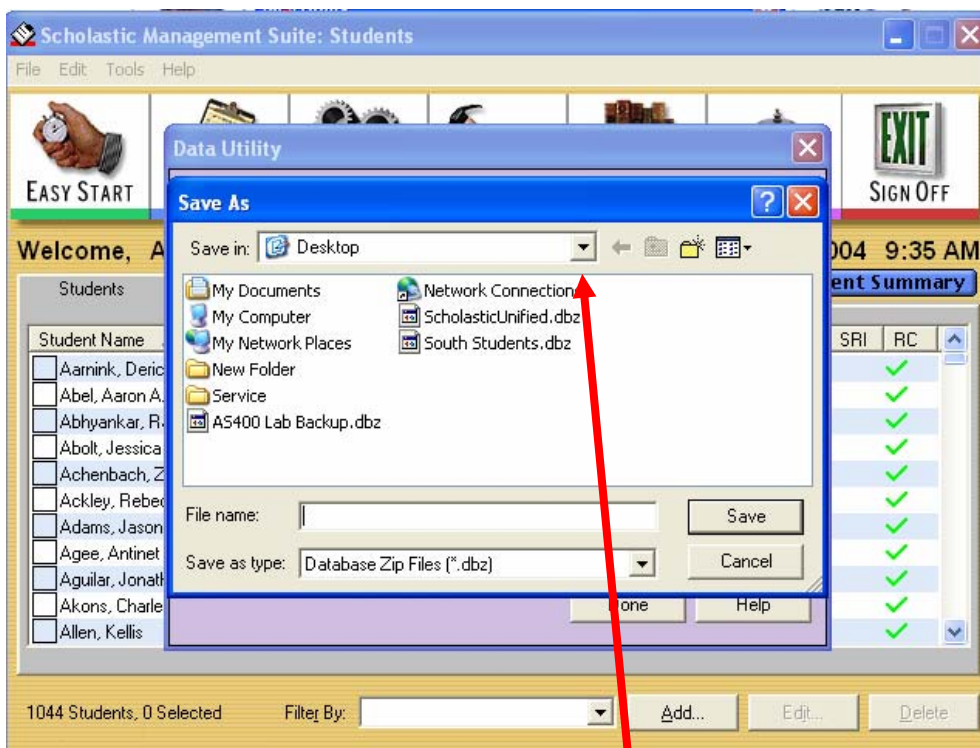 Scholastic Management Suite: Students
File Edit Tools Help
EASY START
EXIT
SIGN OFF
Data Utility
Save As
Save in: Desktop
My Documents
My Computer
My Network Places
New Folder
Service
AS400 Lab Backup.dbz
Network Connection
ScholasticUnified.dbz
South Students.dbz
File name:
Save
Save as type: Database Zip Files (*.dbz)
Cancel
Done Help
Welcome, A
004 9:35 AM
Students
ent Summary
Student Name
SRI RC
Aarnink, Deric
Abel, Aaron A.
Abhyankar, R
Abolt, Jessica
Achenbach, Z
Ackley, Rebec
Adams, Jason
Agee, Antinet
Aguilar, Jonath
Akons, Charle
Allen, Kellis
1044 Students, 0 Selected Filter By: Add... Edit... Delete